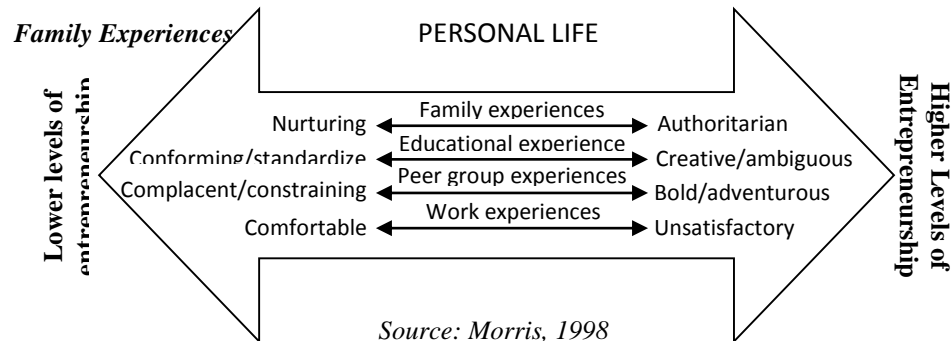 Family Experiences
PERSONAL LIFE
Lower levels of
entrepreneurship
Family experiences
Nurturing
Authoritarian
Educational experience
Conforming/standardize
Creative/ambiguous
Peer group experiences
Complacent/constraining
Bold/adventurous
Work experiences
Comfortable
Unsatisfactory
Higher Levels of
Entrepreneurship
Source: Morris, 1998